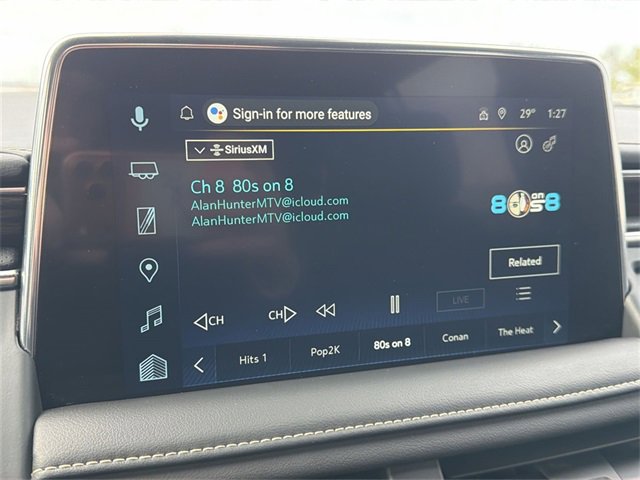 Sign-in for more features
29° 1:27
SiriusXM
Ch 8 80s on 8
AlanHunterMTV@icloud.com
AlanHunterMTV@icloud.com
80s on 8
Related
CH CH LIVE
Hits 1 Pop2K 80s on 8 Conan The Heat